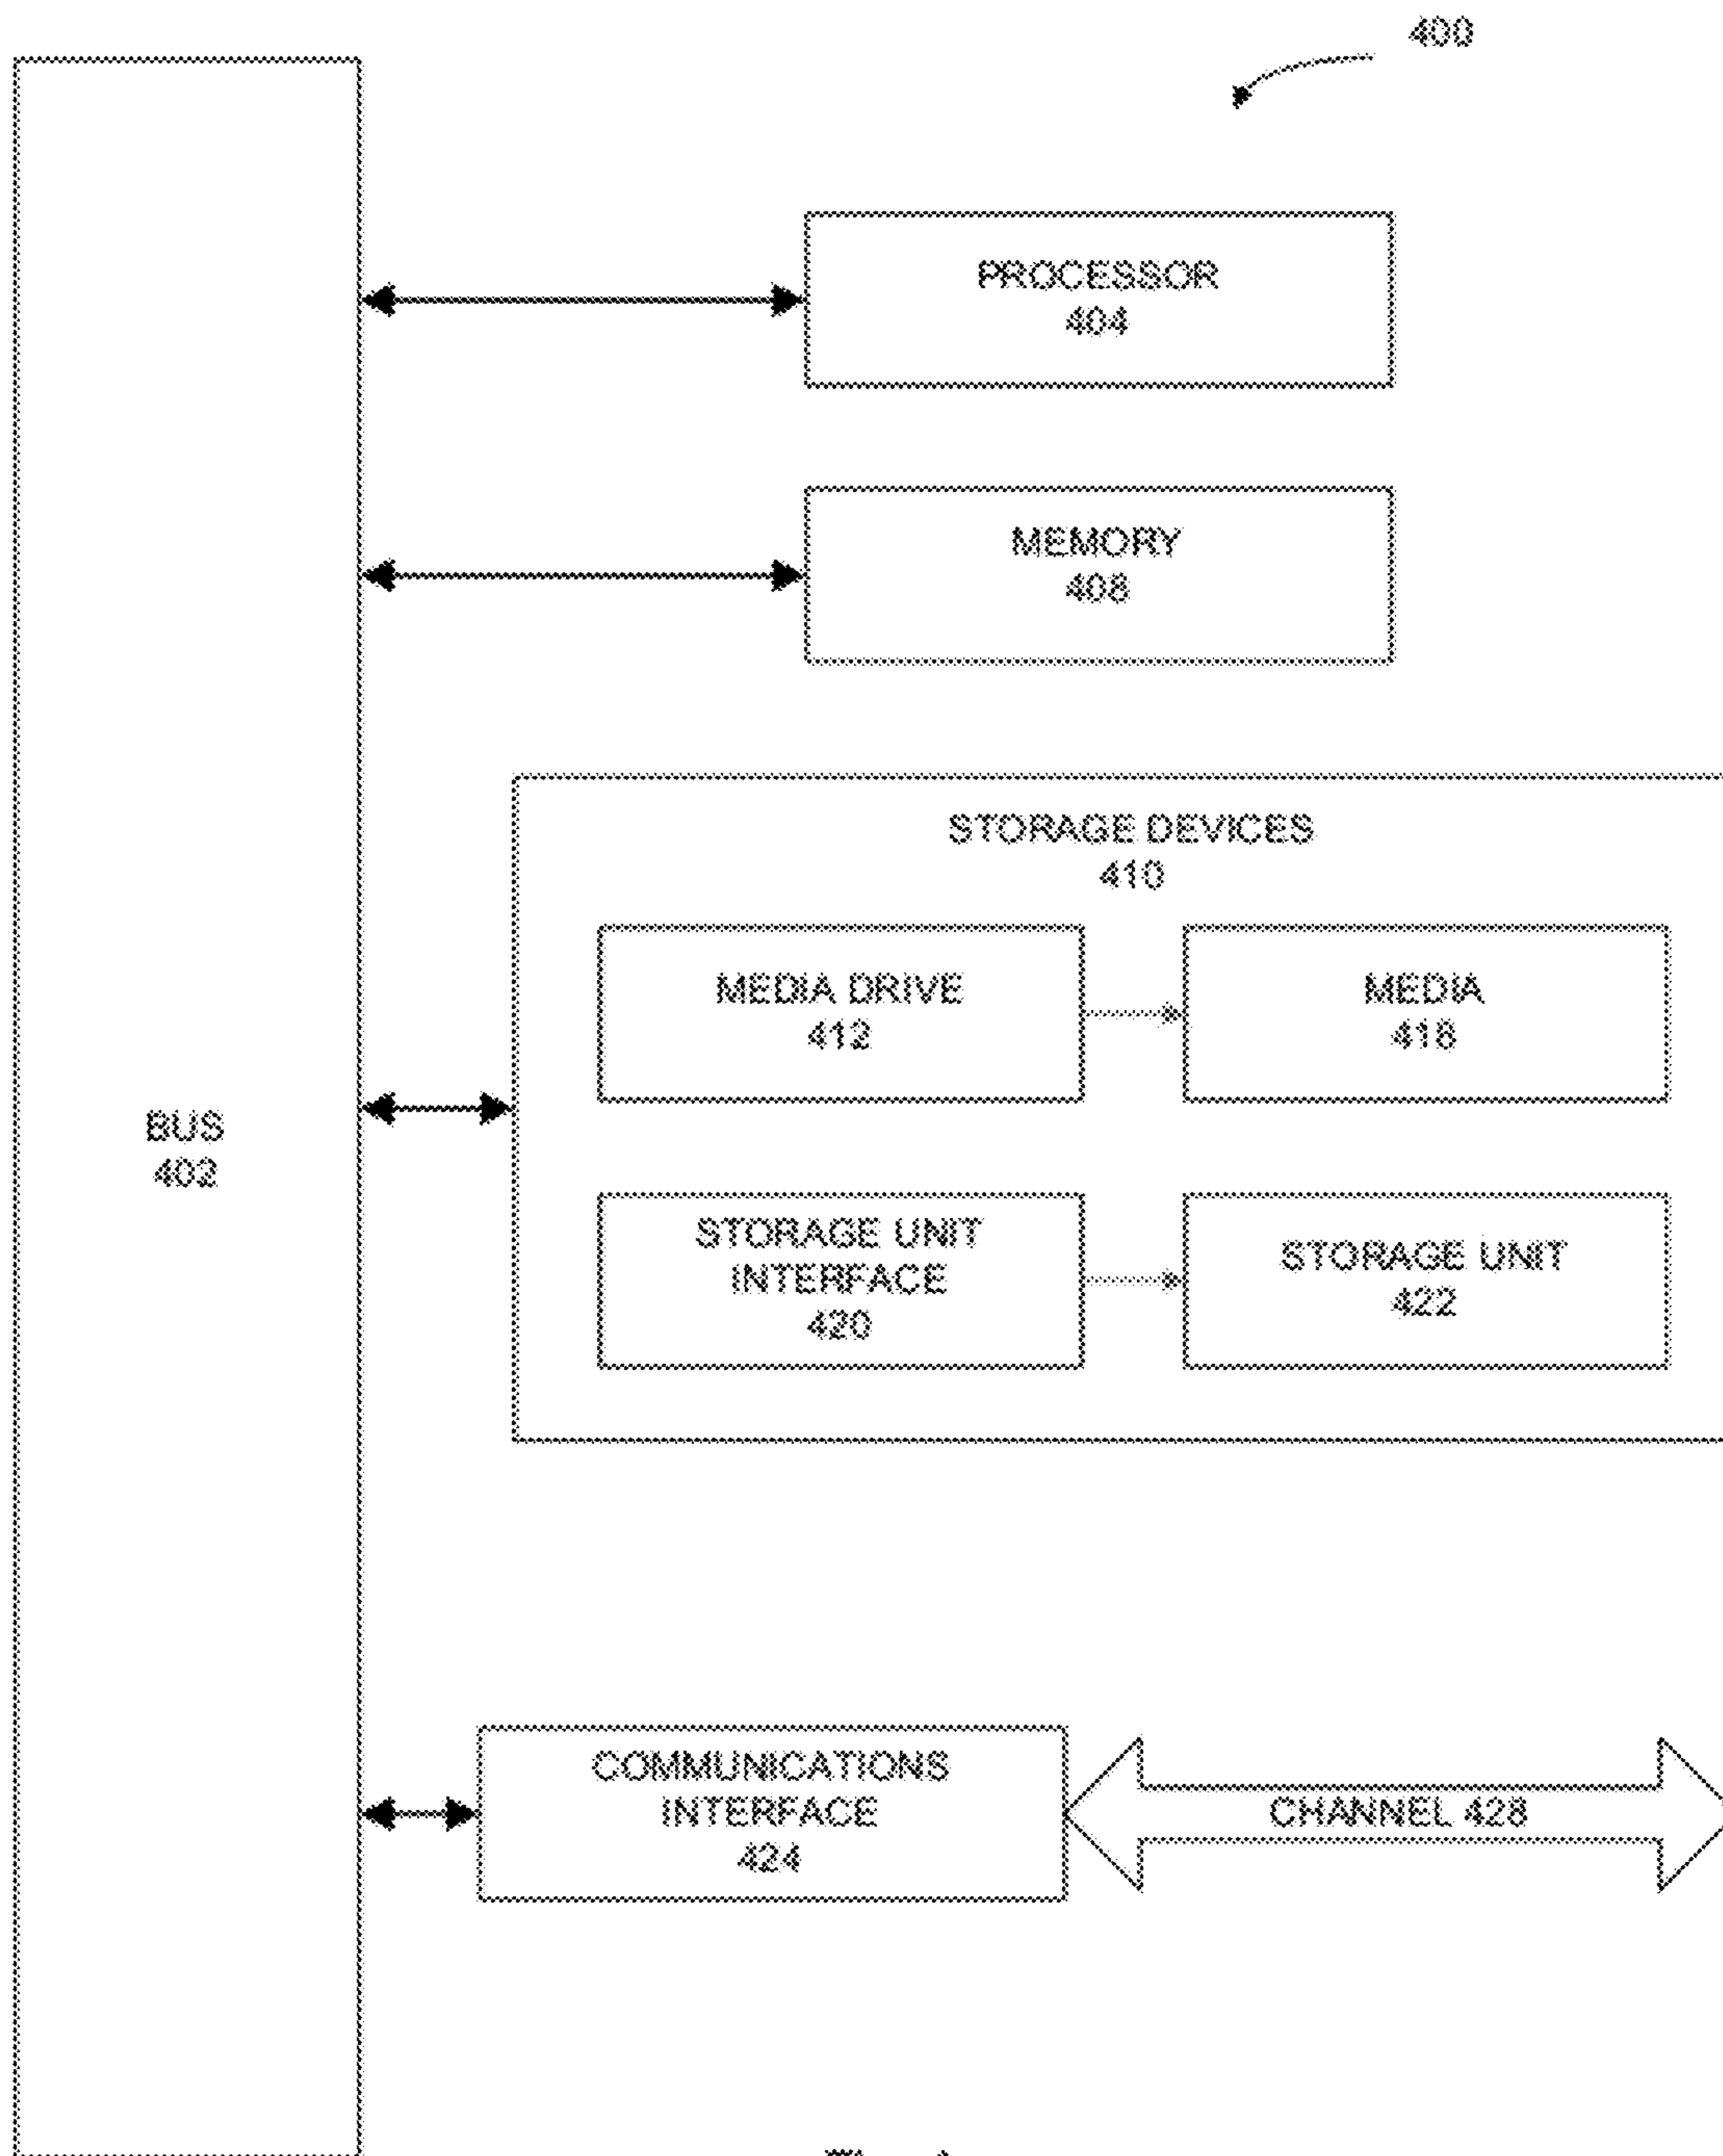 400
PROCESSOR
404
MEMORY
408
STORAGE DEVICES
410
MEDIA DRIVE
412
MEDIA
418
BUS
402
STORAGE UNIT
INTERFACE
420
STORAGE UNIT
422
COMMUNICATIONS
INTERFACE
424
CHANNEL 428